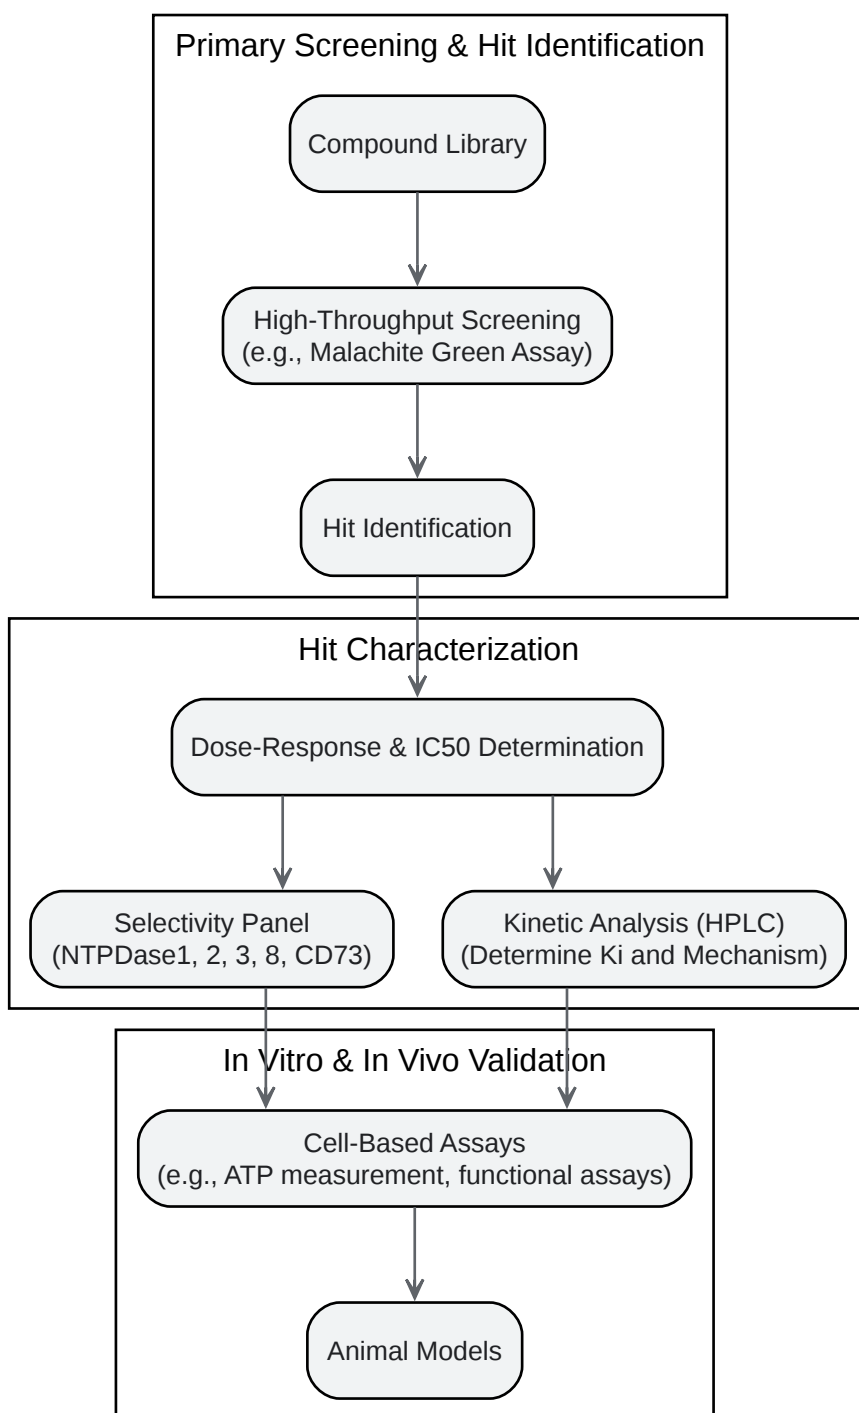 Primary Screening & Hit Identification
Compound Library
High-Throughput Screening
(e.g., Malachite Green Assay)
Hit Identification
Hit Characterization
Dose-Response & IC50 Determination
Selectivity Panel
(NTPDase1, 2, 3, 8, CD73)
Kinetic Analysis (HPLC)
(Determine Ki and Mechanism)
In Vitro & In Vivo Validation
Cell-Based Assays
(e.g., ATP measurement, functional assays)
Animal Models